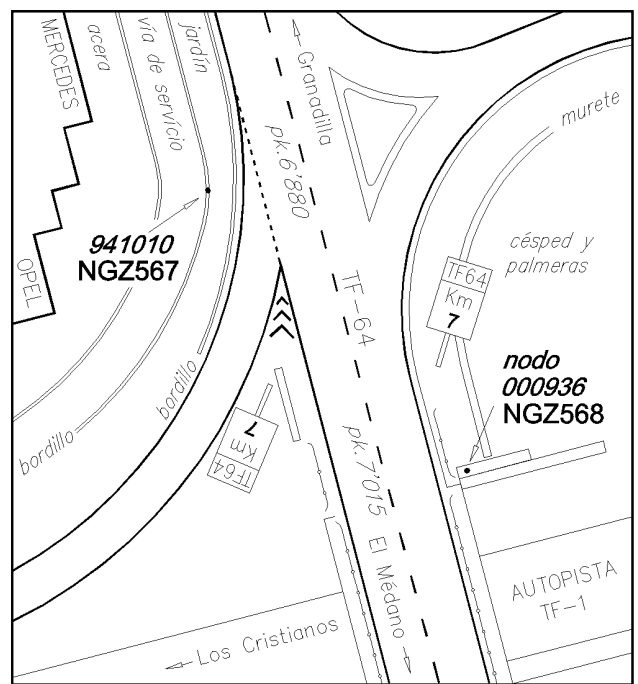 MERCEDES
acera
vía de servício
jardín
Granadilla
pk.6'880
murete
941010
NGZ567
césped y
palmeras
OPEL
TF64
Km
7
TF-64
nodo
000936
NGZ568
bordillo
bordillo
TF64
Km
7
pk.7'015
El Médano
AUTOPISTA
TF-1
Los Cristianos